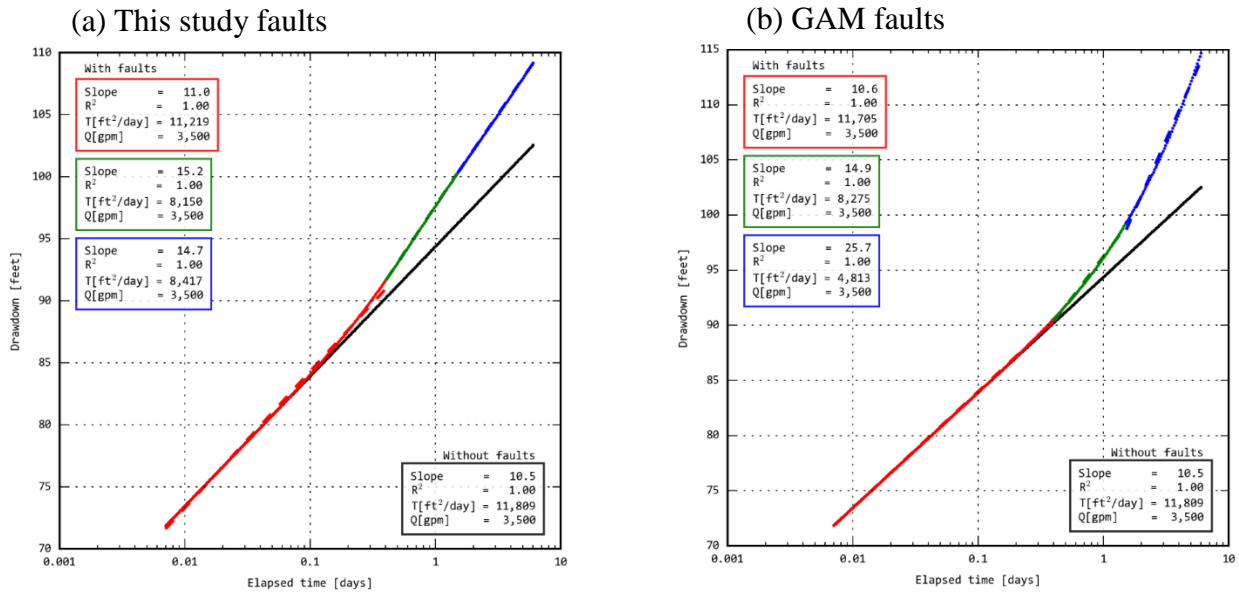 (a) This study faults
110
105
100
95
90
85
80
75
70
Drawdown [feet]
With faults
Slope = 11.0
R² = 1.00
T[ft²/day] = 11,219
Q[gpm] = 3,500
Slope = 15.2
R² = 1.00
T[ft²/day] = 8,150
Q[gpm] = 3,500
Slope = 14.7
R² = 1.00
T[ft²/day] = 8,417
Q[gpm] = 3,500
Without faults
Slope = 10.5
R² = 1.00
T[ft²/day] = 11,809
Q[gpm] = 3,500
0.001 0.01 0.1 1 10
Elapsed time [days]
(b) GAM faults
115
110
105
100
95
90
85
80
75
70
Drawdown [feet]
With faults
Slope = 10.6
R² = 1.00
T[ft²/day] = 11,705
Q[gpm] = 3,500
Slope = 14.9
R² = 1.00
T[ft²/day] = 8,275
Q[gpm] = 3,500
Slope = 25.7
R² = 1.00
T[ft²/day] = 4,813
Q[gpm] = 3,500
Without faults
Slope = 10.5
R² = 1.00
T[ft²/day] = 11,809
Q[gpm] = 3,500
0.001 0.01 0.1 1 10
Elapsed time [days]